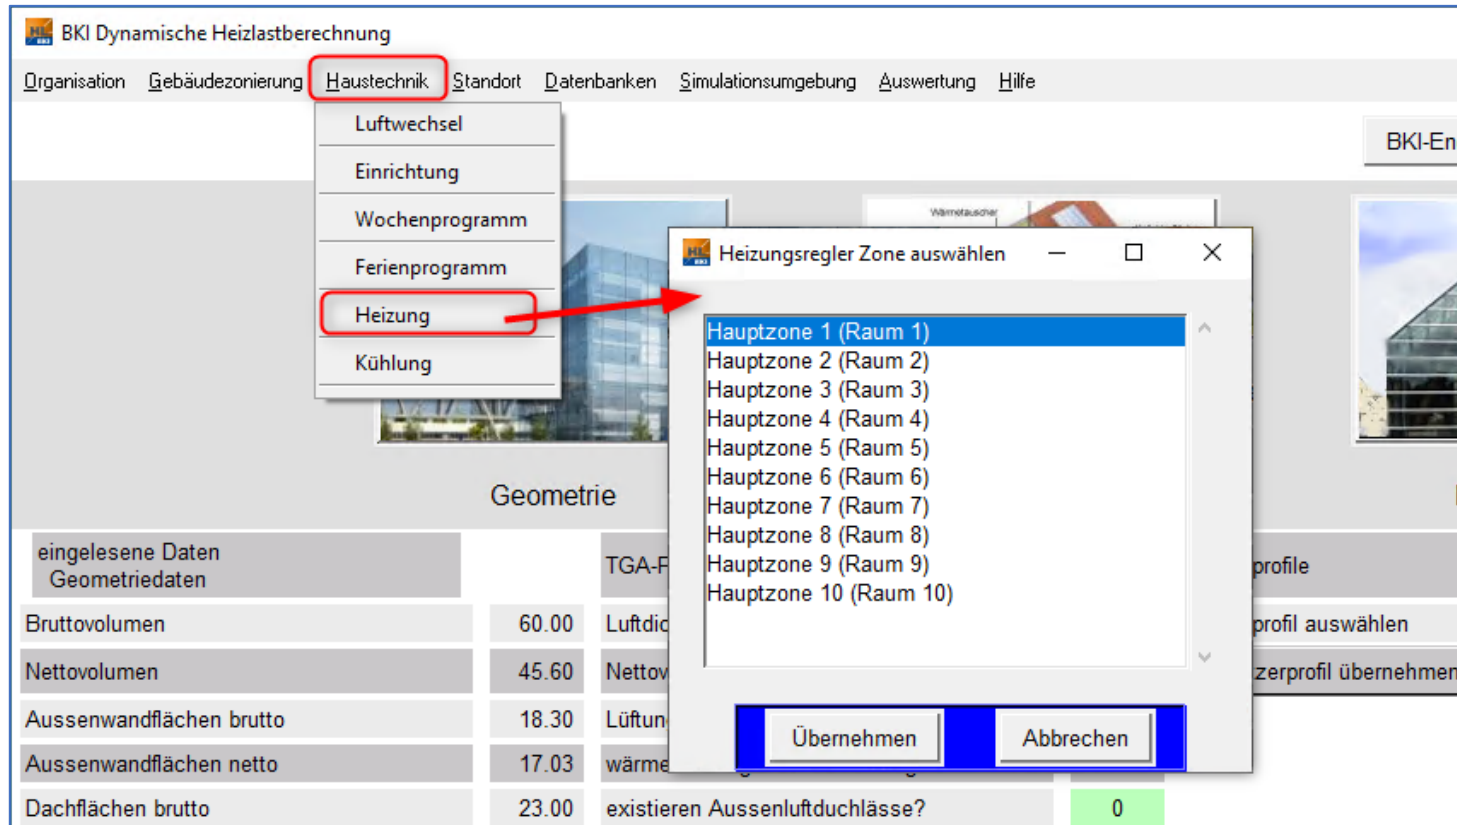 BKI Dynamische Heizlastberechnung
Organisation Gebäudezonierung Haustechnik Standort Datenbanken Simulationsumgebung Auswertung Hilfe
Luftwechsel
Einrichtung
Wochenprogramm
Ferienprogramm
Heizung
Kühlung
BKI-En
Wärmetauscher
Heizungsregler Zone auswählen
Hauptzone 1 (Raum 1)
Hauptzone 2 (Raum 2)
Hauptzone 3 (Raum 3)
Hauptzone 4 (Raum 4)
Hauptzone 5 (Raum 5)
Hauptzone 6 (Raum 6)
Hauptzone 7 (Raum 7)
Hauptzone 8 (Raum 8)
Hauptzone 9 (Raum 9)
Hauptzone 10 (Raum 10)
Übernehmen Abbrechen
Geometrie
eingelesene Daten
Geometriedaten
TGA-F
profile
Bruttovolumen 60.00 Luftdic
profil auswählen
Nettovolumen 45.60 Nettov
zerprofil übernehmen
Aussenwandflächen brutto 18.30 Lüftun
Aussenwandflächen netto 17.03 wärme
Dachflächen brutto 23.00 existieren Aussenluftduchlässe? 0